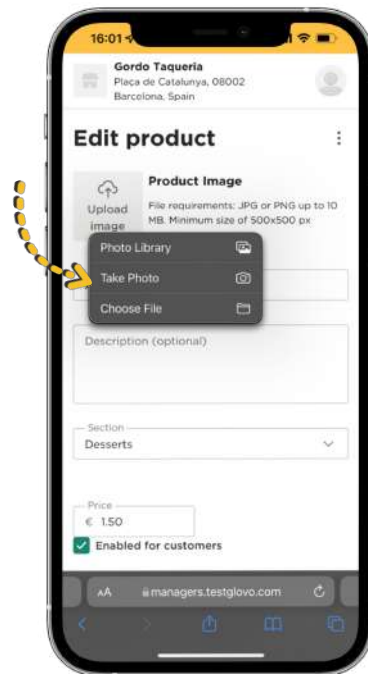 16:01
Gordo Taqueria
Plaça de Catalunya, 08002
Barcelona, Spain
Edit product
Product Image
File requirements: JPG or PNG up to 10
MB. Minimum size of 500x500 px
Upload
image
Photo Library
Take Photo
Choose File
Description (optional)
Section
Desserts
Price
€ 1.50
Enabled for customers
AA managers.testglovo.com